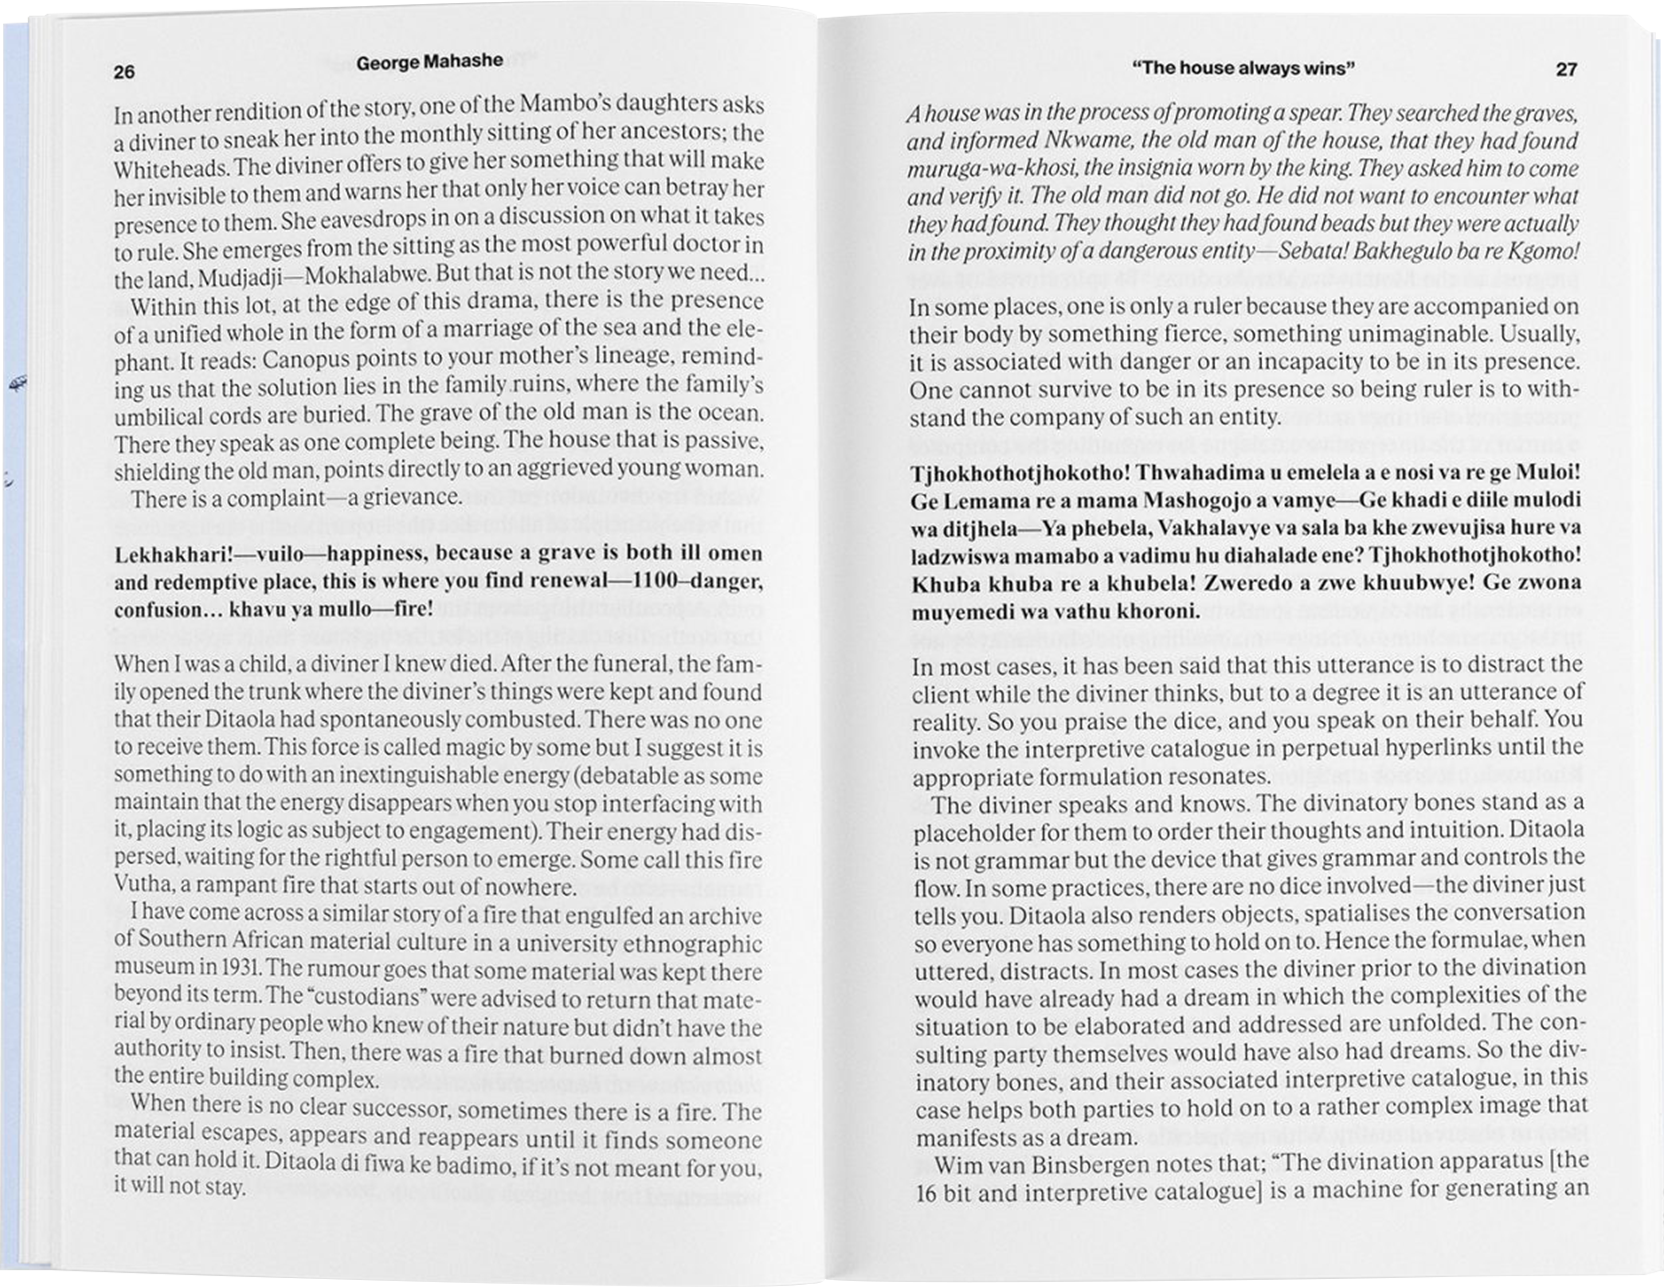 26
George Mahashe
In another rendition of the story, one of the Mambo’s daughters asks
a diviner to sneak her into the monthly sitting of her ancestors; the
Whiteheads. The diviner offers to give her something that will make
her invisible to them and warns her that only her voice can betray her
presence to them. She eavesdrops in on a discussion on what it takes
to rule. She emerges from the sitting as the most powerful doctor in
the land, Mudjadji—Mokhalabwe. But that is not the story we need...
Within this lot, at the edge of this drama, there is the presence
of a unified whole in the form of a marriage of the sea and the ele-
phant. It reads: Canopus points to your mother’s lineage, remind-
ing us that the solution lies in the family ruins, where the family’s
umbilical cords are buried. The grave of the old man is the ocean.
There they speak as one complete being. The house that is passive,
shielding the old man, points directly to an aggrieved young woman.
There is a complaint—a grievance.
Lekhakhari!—vuilo—happiness, because a grave is both ill omen
and redemptive place, this is where you find renewal—1100–danger,
confusion... khavu ya mullo—fire!
When I was a child, a diviner I knew died. After the funeral, the fam-
ily opened the trunk where the diviner’s things were kept and found
that their Ditaola had spontaneously combusted. There was no one
to receive them. This force is called magic by some but I suggest it is
something to do with an inextinguishable energy (debatable as some
maintain that the energy disappears when you stop interfacing with
it, placing its logic as subject to engagement). Their energy had dis-
persed, waiting for the rightful person to emerge. Some call this fire
Vutha, a rampant fire that starts out of nowhere.
I have come across a similar story of a fire that engulfed an archive
of Southern African material culture in a university ethnographic
museum in 1931. The rumour goes that some material was kept there
beyond its term. The “custodians” were advised to return that mate-
rial by ordinary people who knew of their nature but didn’t have the
authority to insist. Then, there was a fire that burned down almost
the entire building complex.
When there is no clear successor, sometimes there is a fire. The
material escapes, appears and reappears until it finds someone
that can hold it. Ditaola di fiwa ke badimo, if it’s not meant for you,
it will not stay.
“The house always wins”
27
A house was in the process of promoting a spear. They searched the graves,
and informed Nkwame, the old man of the house, that they had found
muruga-wa-khosi, the insignia worn by the king. They asked him to come
and verify it. The old man did not go. He did not want to encounter what
they had found. They thought they had found beads but they were actually
in the proximity of a dangerous entity—Sebata! Bakhegulo ba re Kgomo!
In some places, one is only a ruler because they are accompanied on
their body by something fierce, something unimaginable. Usually,
it is associated with danger or an incapacity to be in its presence.
One cannot survive to be in its presence so being ruler is to with-
stand the company of such an entity.
Tjhokhothotjhokotho! Thwahadima u emelela a e nosi va re ge Muloi!
Ge Lemama re a mama Mashogojo a vamye—Ge khadi e diile mulodi
wa ditjhela—Ya phebela, Vakhalavye va sala ba khe zwevujisa hure va
ladzwiswa mamabo a vadimu hu diahalade ene? Tjhokhothotjhokotho!
Khuba khuba re a khubela! Zweredo a zwe khuubwye! Ge zwona
muyemedi wa vathu khoroni.
In most cases, it has been said that this utterance is to distract the
client while the diviner thinks, but to a degree it is an utterance of
reality. So you praise the dice, and you speak on their behalf. You
invoke the interpretive catalogue in perpetual hyperlinks until the
appropriate formulation resonates.
The diviner speaks and knows. The divinatory bones stand as a
placeholder for them to order their thoughts and intuition. Ditaola
is not grammar but the device that gives grammar and controls the
flow. In some practices, there are no dice involved—the diviner just
tells you. Ditaola also renders objects, spatialises the conversation
so everyone has something to hold on to. Hence the formulae, when
uttered, distracts. In most cases the diviner prior to the divination
would have already had a dream in which the complexities of the
situation to be elaborated and addressed are unfolded. The con-
sulting party themselves would have also had dreams. So the div-
inatory bones, and their associated interpretive catalogue, in this
case helps both parties to hold on to a rather complex image that
manifests as a dream.
Wim van Binsbergen notes that; “The divination apparatus [the
16 bit and interpretive catalogue] is a machine for generating an